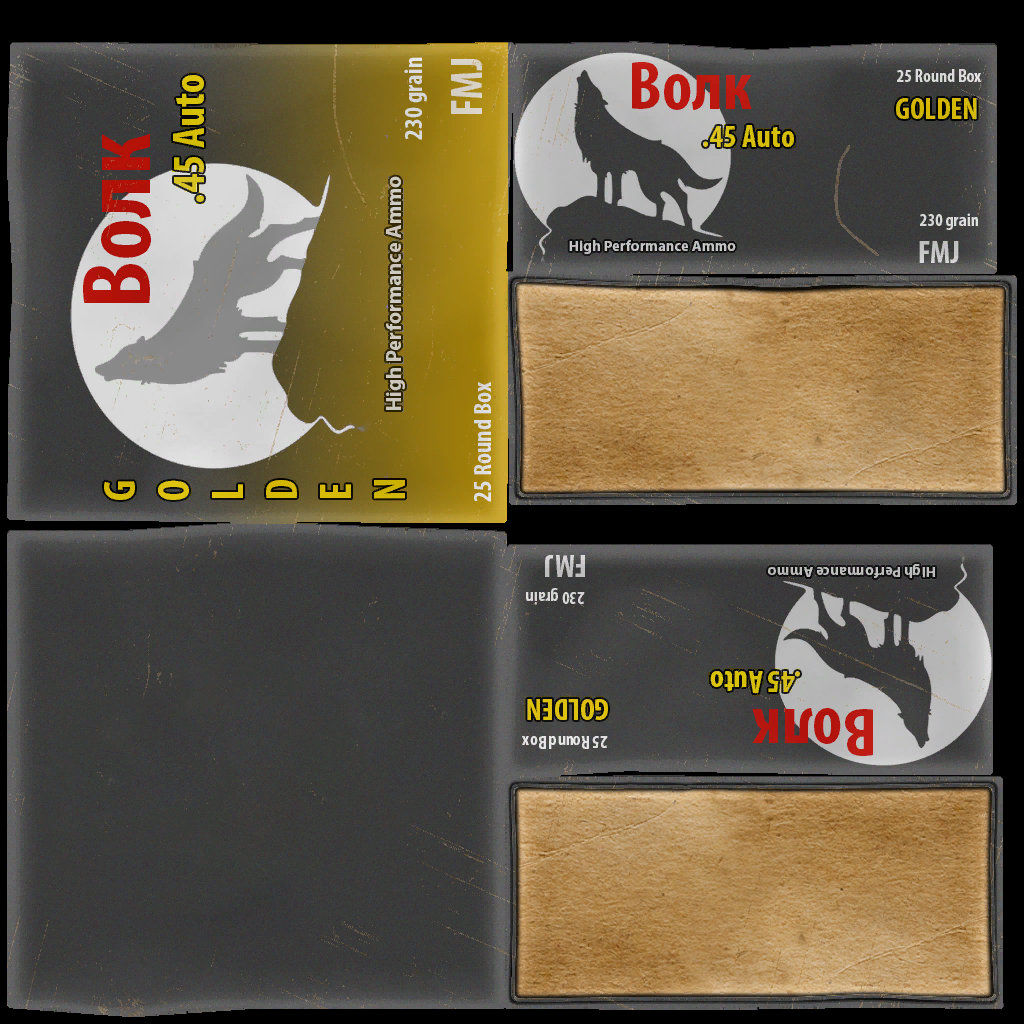 Волк
.45 Auto
230 grain
FMJ
High Performance Ammo
25 Round Box
GOLDEN
Волк
.45 Auto
25 Round Box
GOLDEN
230 grain
FMJ
High Performance Ammo
FMJ
230 grain
High Performance Ammo
.45 Auto
GOLDEN
Волк
25 Round Box